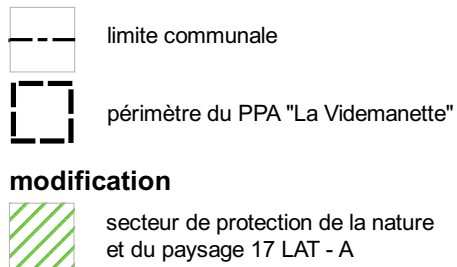 limite communale
périmètre du PPA "La Videmanette"
modification
secteur de protection de la nature
et du paysage 17 LAT - A